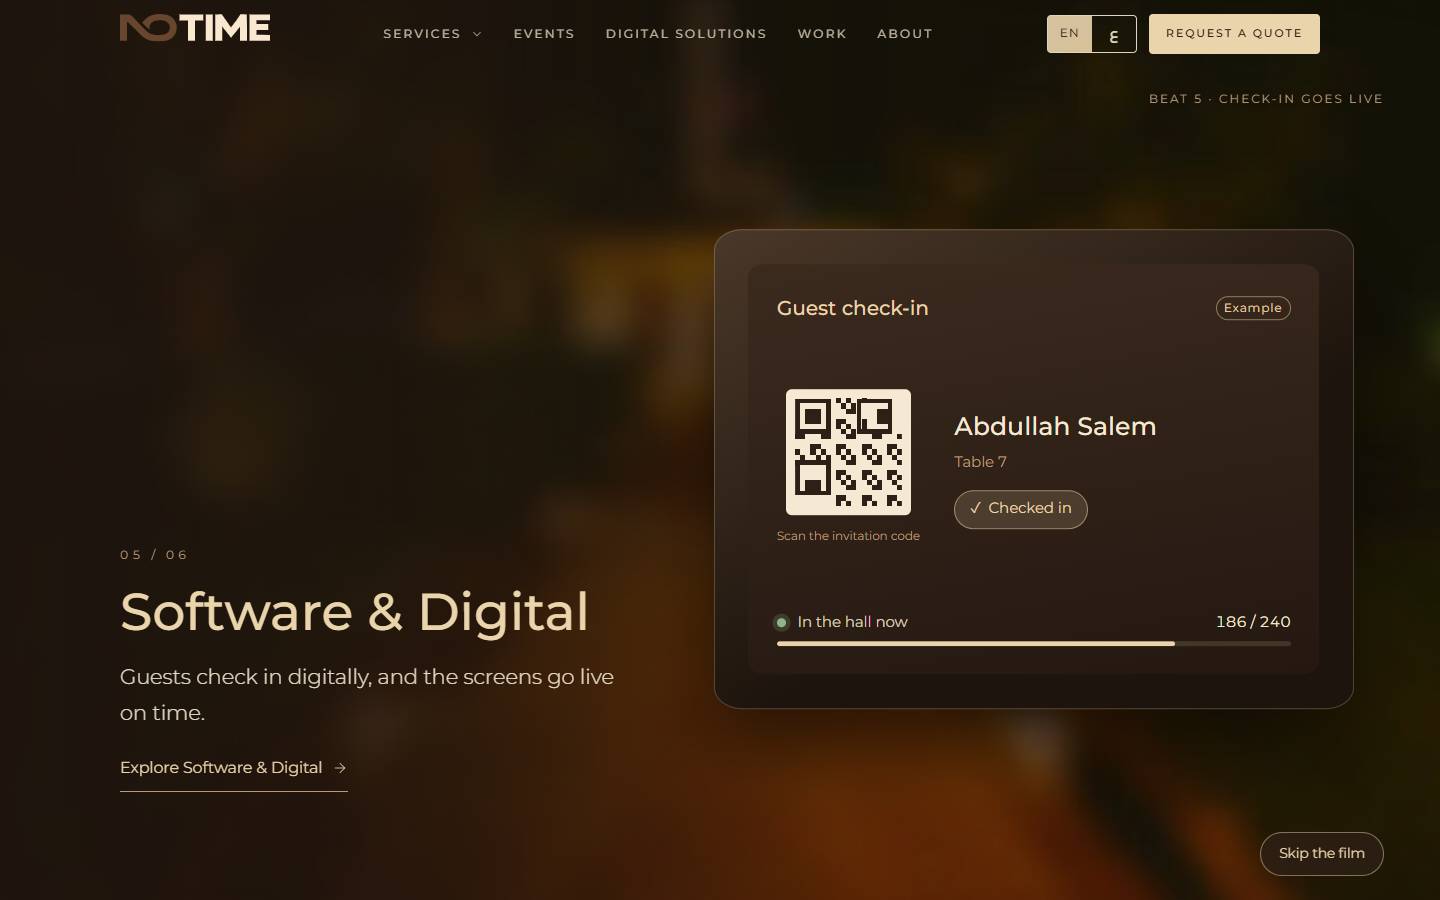 NOTIME
SERVICES
EVENTS
DIGITAL SOLUTIONS
WORK
ABOUT
EN
ع
REQUEST A QUOTE
BEAT 5 · CHECK-IN GOES LIVE
Guest check-in
Example
Abdullah Salem
Table 7
✓ Checked in
Scan the invitation code
In the hall now
186 / 240
05 / 06
Software & Digital
Guests check in digitally, and the screens go live
on time.
Explore Software & Digital →
Skip the film